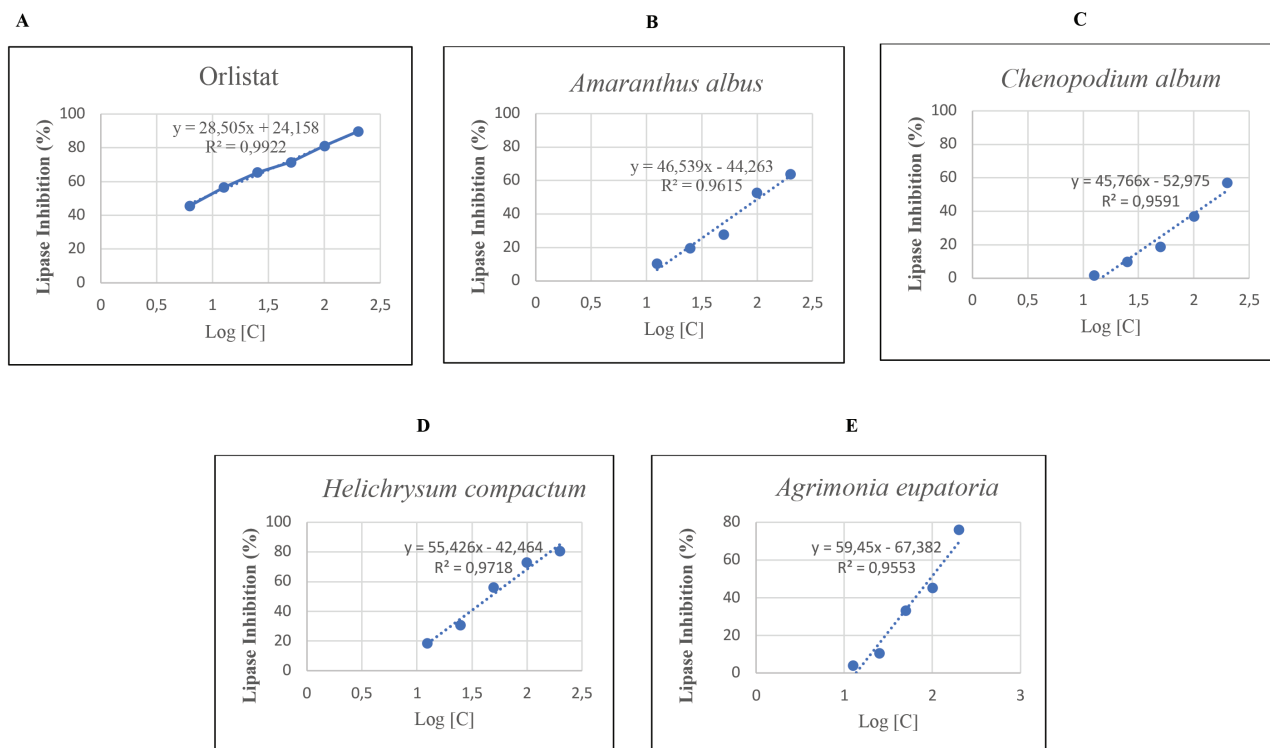 A
B
C
Orlistat
Lipase Inhibition (%)
100
80
60
40
20
0
y = 28,505x + 24,158
R² = 0,9922
0 0,5 1 1,5 2 2,5
Log [C]
Amaranthus albus
Lipase Inhibition (%)
100
80
60
40
20
0
y = 46,539x - 44,263
R² = 0.9615
0 0,5 1 1,5 2 2,5
Log [C]
Chenopodium album
Lipase Inhibition (%)
100
80
60
40
20
0
y = 45,766x - 52,975
R² = 0,9591
0 0,5 1 1,5 2 2,5
Log [C]
D
E
Helichrysum compactum
Lipase Inhibition (%)
100
80
60
40
20
0
y = 55,426x - 42,464
R² = 0,9718
0 0,5 1 1,5 2 2,5
Log [C]
Agrimonia eupatoria
Lipase Inhibition (%)
80
60
40
20
0
y = 59,45x - 67,382
R² = 0,9553
0 1 2 3
Log [C]